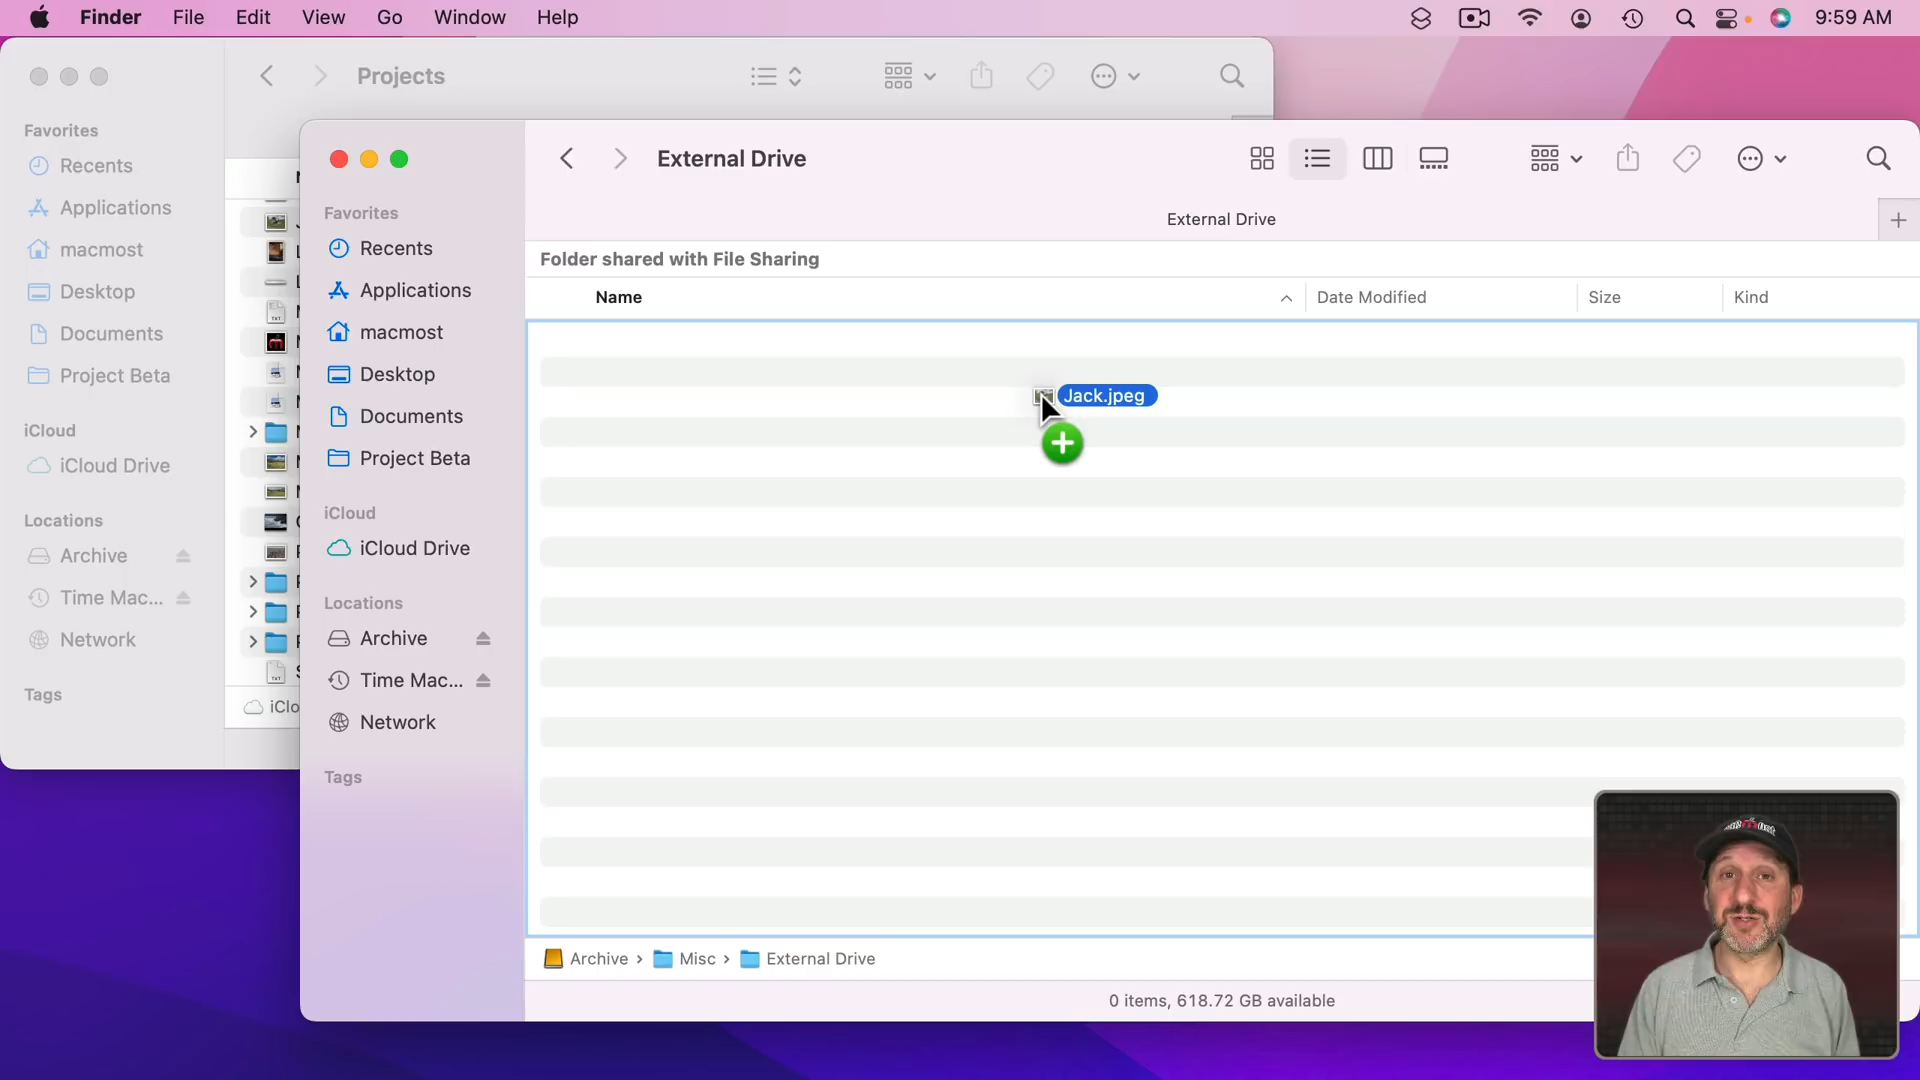 Finder File Edit View Go Window Help 9:59 AM
Projects
Favorites
Recents
Applications
macmost
Desktop
Documents
Project Beta
iCloud
iCloud Drive
Locations
Archive
Time Mac...
Network
Tags
iClo
External Drive
Favorites
Recents
Applications
macmost
Desktop
Documents
Project Beta
iCloud
iCloud Drive
Locations
Archive
Time Mac...
Network
Tags
External Drive
Folder shared with File Sharing
Name Date Modified Size Kind
Jack.jpeg
Archive › Misc › External Drive
0 items, 618.72 GB available